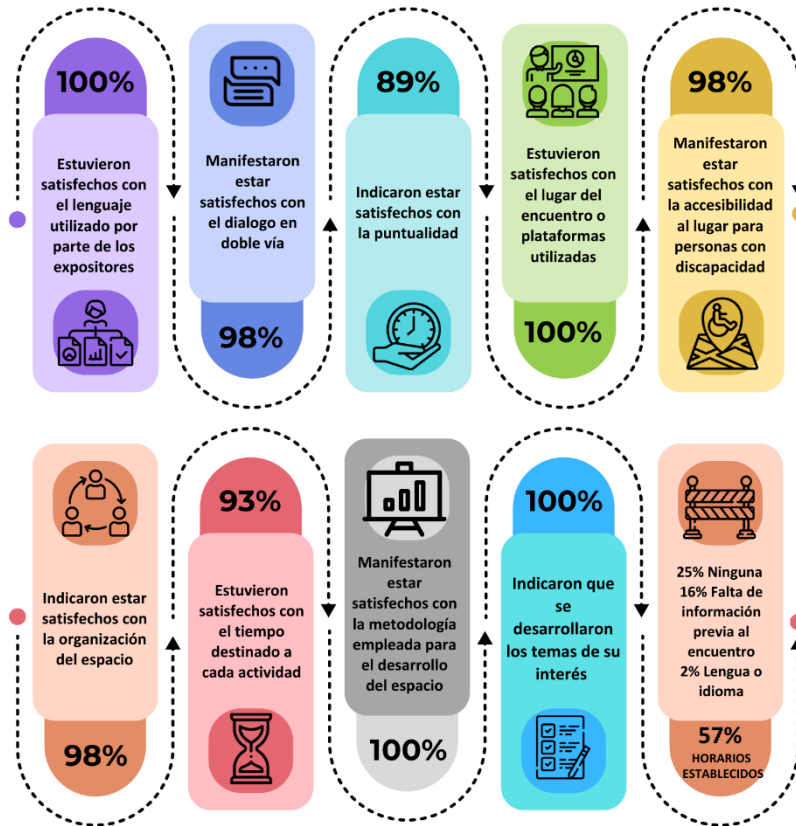 100%
Estuvieron
satisfechos con
el lenguaje
utilizado por
parte de los
expositores
Manifestaron
estar
satisfechos con
el dialogo en
doble vía
98%
89%
Indicaron estar
satisfechos con
la puntualidad
Estuvieron
satisfechos con
el lugar del
encuentro o
plataformas
utilizadas
100%
98%
Manifestaron
estar
satisfechos con
la accesibilidad
al lugar para
personas con
discapacidad
Indicaron estar
satisfechos con
la organización
del espacio
98%
93%
Estuvieron
satisfechos con
el tiempo
destinado a
cada actividad
Manifestaron
estar
satisfechos con
la metodología
empleada para
el desarrollo
del espacio
100%
100%
Indicaron que
se
desarrollaron
los temas de su
interés
25% Ninguna
16% Falta de
información
previa al
encuentro
2% Lengua o
idioma
57%
HORARIOS
ESTABLECIDOS